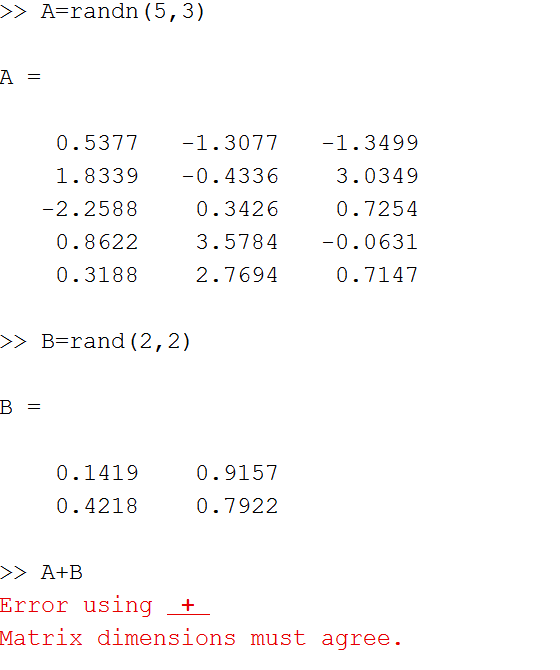 >> A=randn(5,3)
A =
0.5377 -1.3077 -1.3499
1.8339 -0.4336 3.0349
-2.2588 0.3426 0.7254
0.8622 3.5784 -0.0631
0.3188 2.7694 0.7147
>> B=rand(2,2)
B =
0.1419 0.9157
0.4218 0.7922
>> A+B
Error using +
Matrix dimensions must agree.